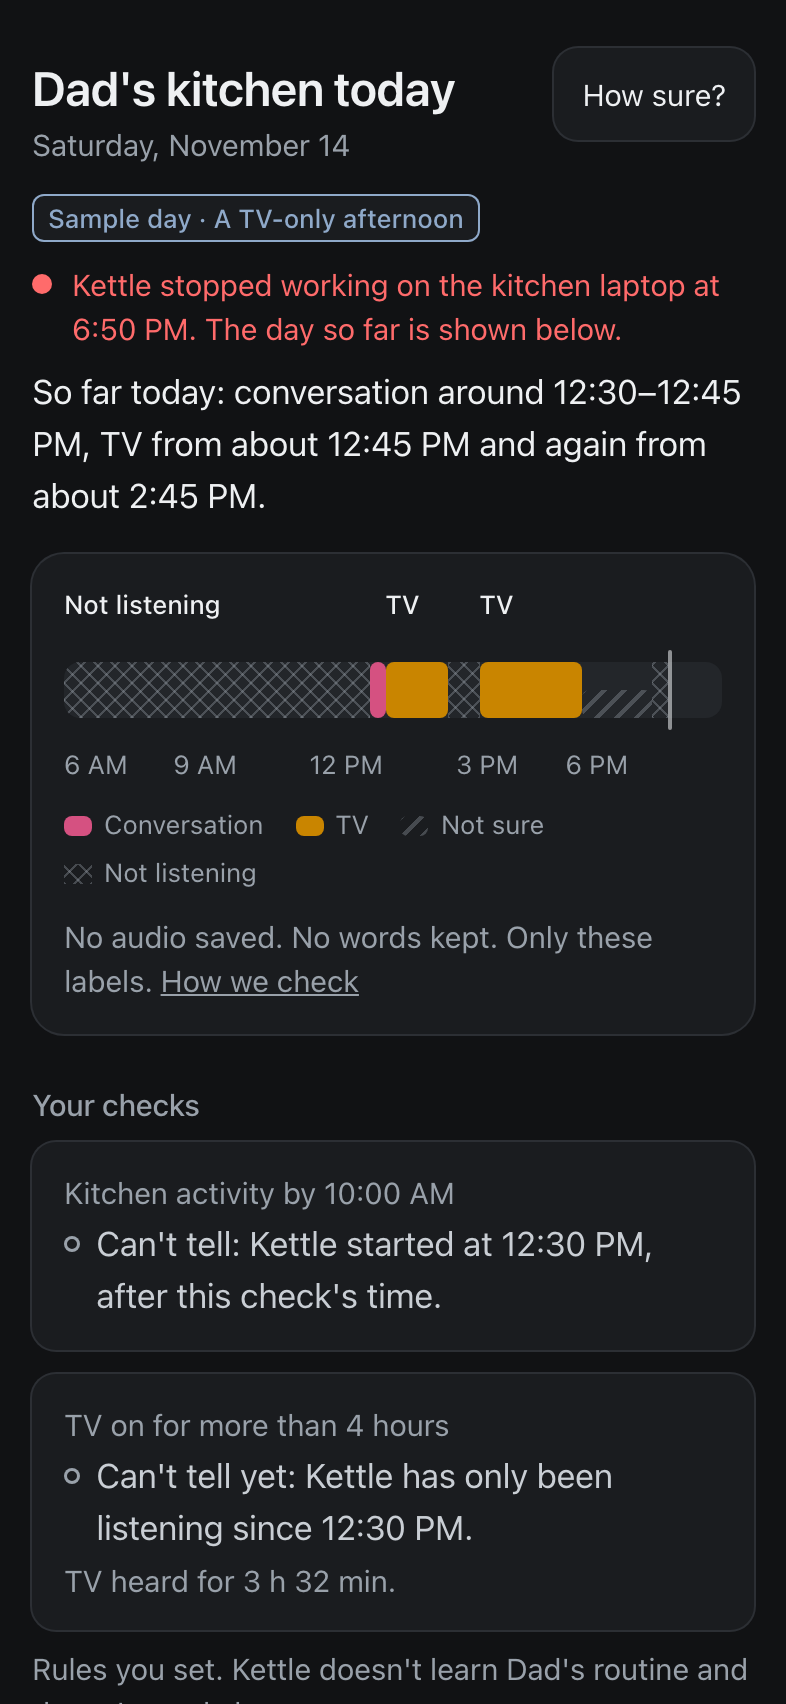 Dad's kitchen today
How sure?
Saturday, November 14
Sample day · A TV-only afternoon
Kettle stopped working on the kitchen laptop at
6:50 PM. The day so far is shown below.
So far today: conversation around 12:30–12:45
PM, TV from about 12:45 PM and again from
about 2:45 PM.
Not listening TV TV
6 AM 9 AM 12 PM 3 PM 6 PM
Conversation TV Not sure
Not listening
No audio saved. No words kept. Only these
labels. How we check
Your checks
Kitchen activity by 10:00 AM
Can't tell: Kettle started at 12:30 PM,
after this check's time.
TV on for more than 4 hours
Can't tell yet: Kettle has only been
listening since 12:30 PM.
TV heard for 3 h 32 min.
Rules you set. Kettle doesn't learn Dad's routine and